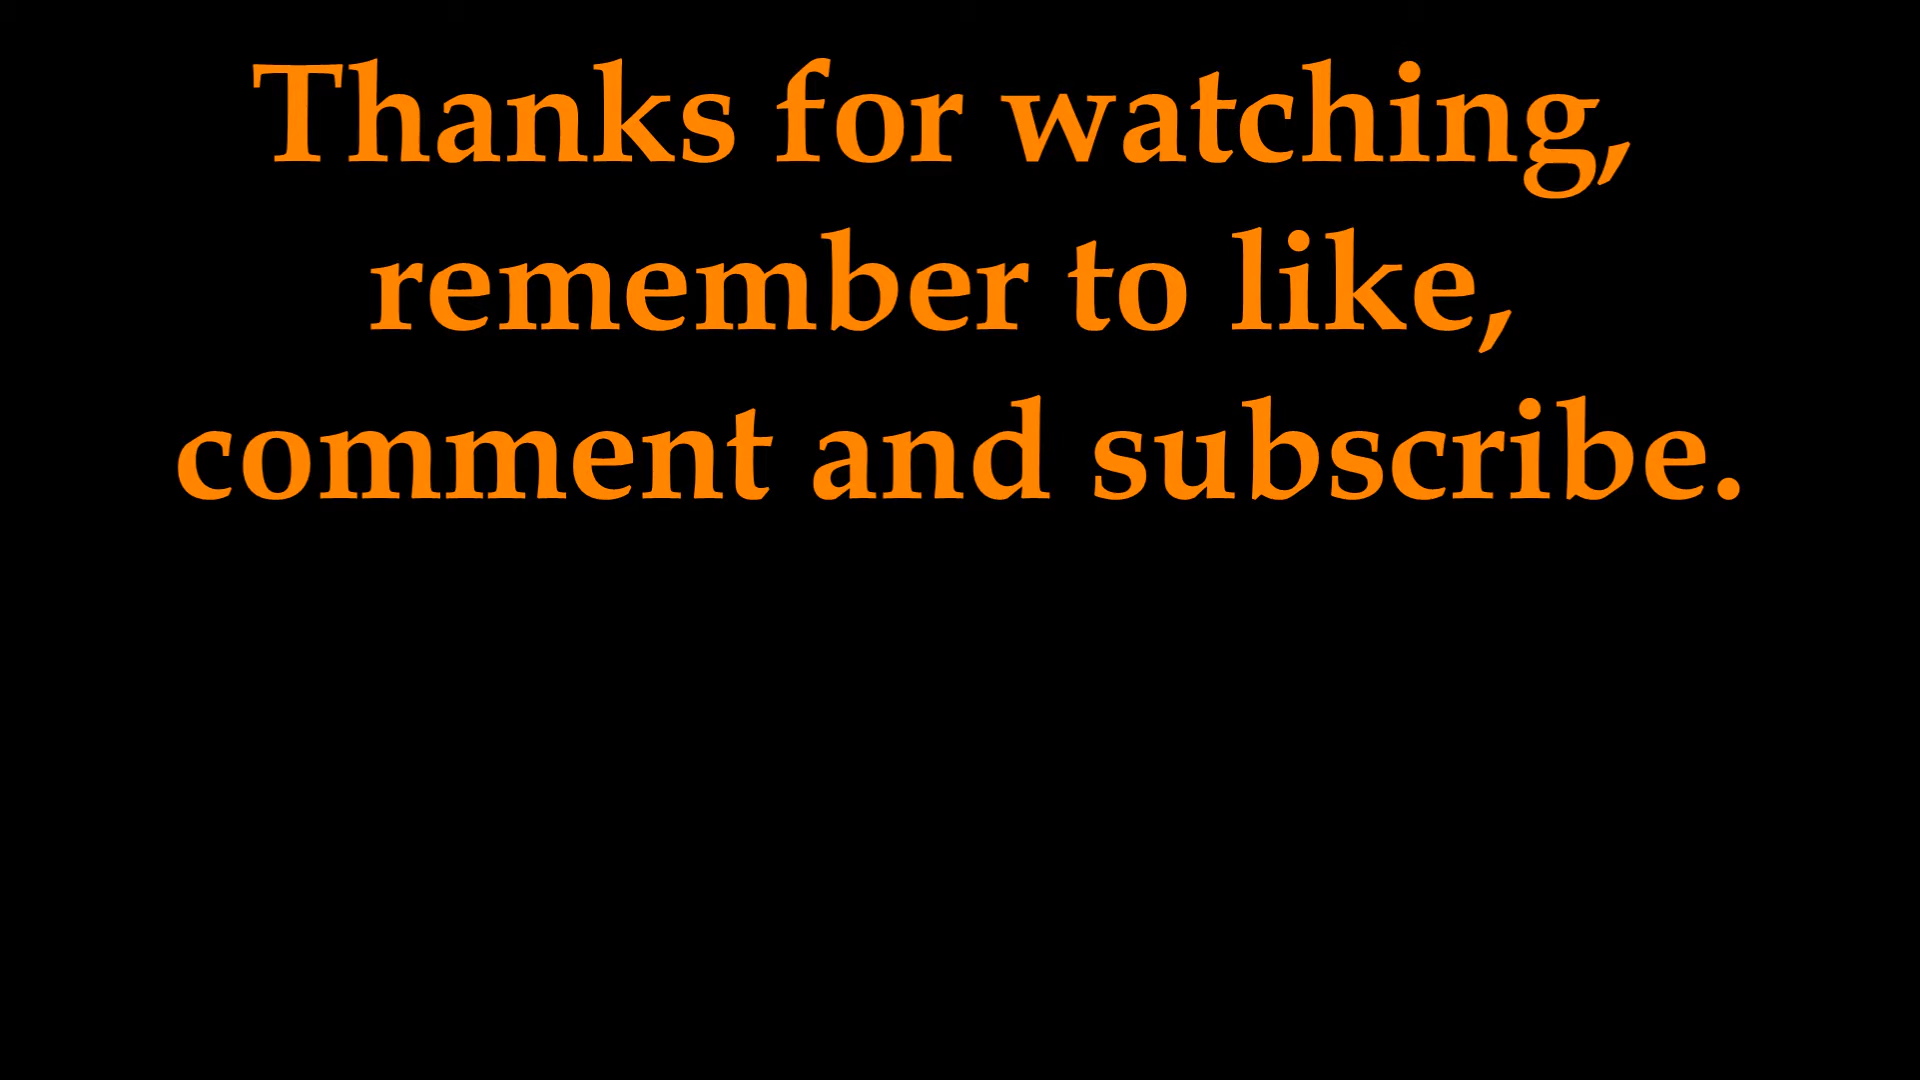 Thanks for watching,
remember to like,
comment and subscribe.